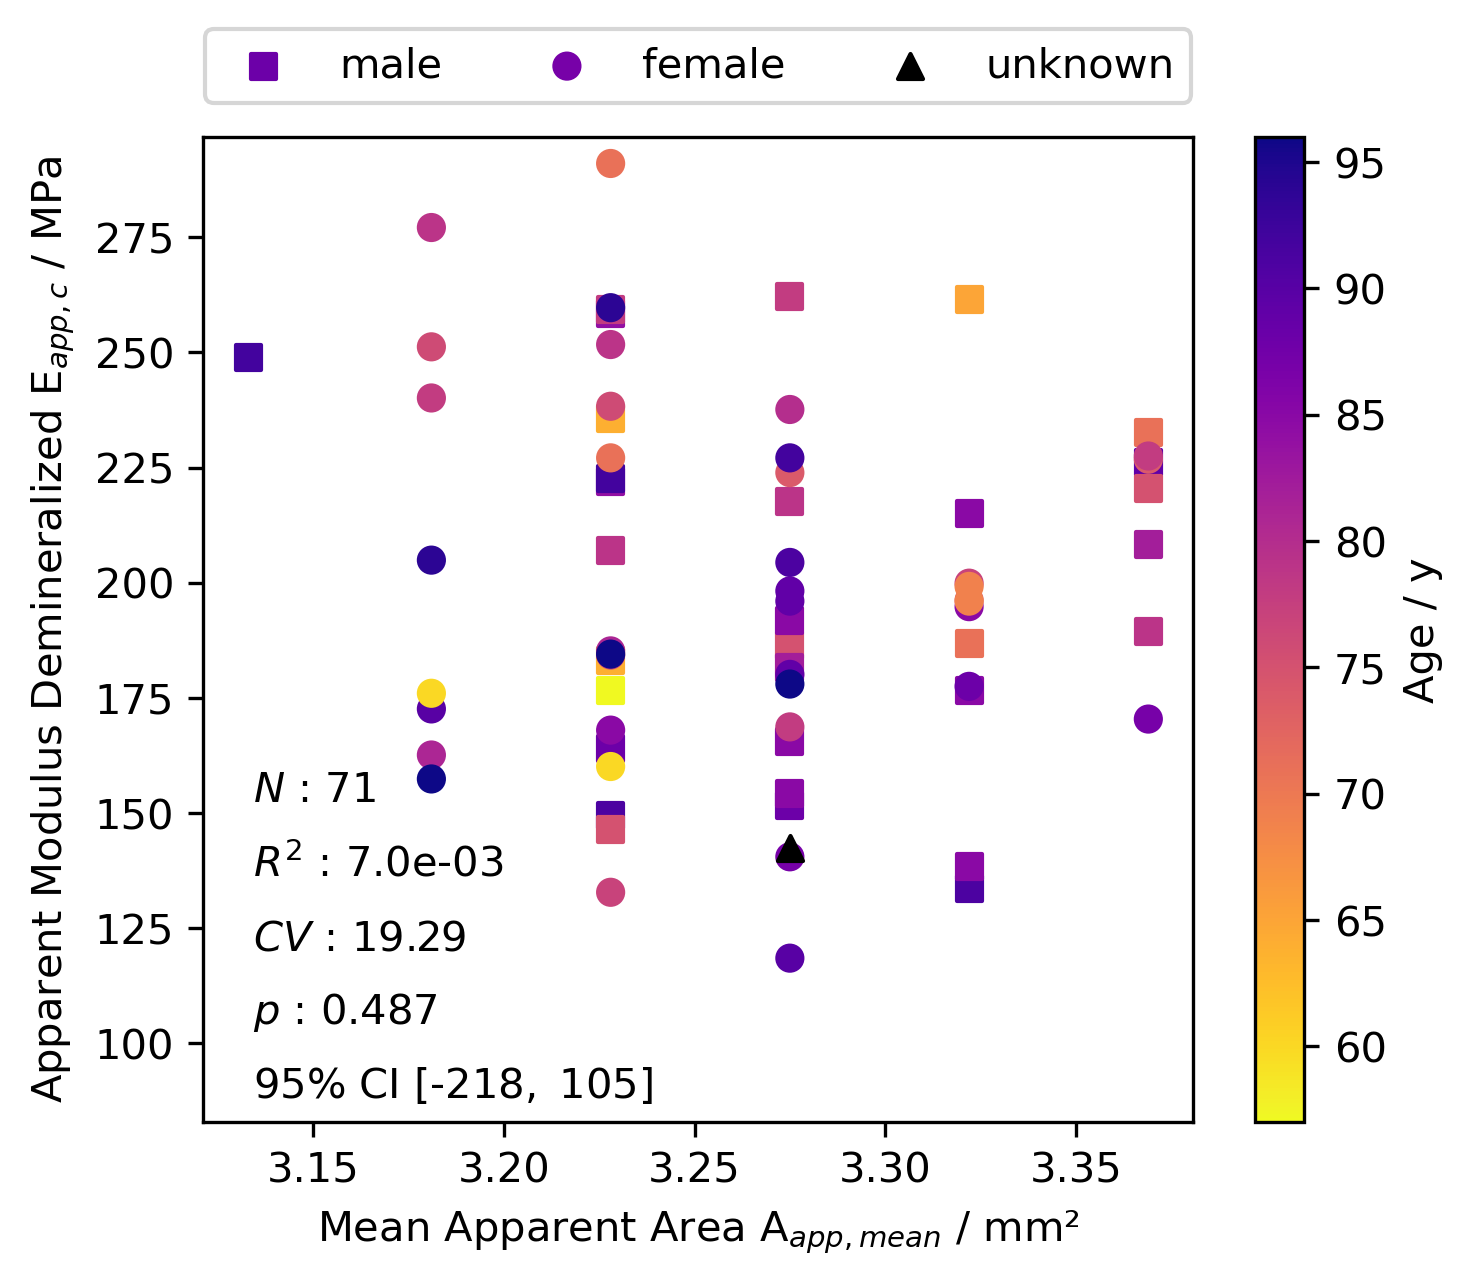 male female unknown
Apparent Modulus Demineralized E_app,c / MPa
275
250
225
200
175
150
125
100
N : 71
R² : 7.0e-03
CV : 19.29
p : 0.487
95% CI [-218, 105]
3.15 3.20 3.25 3.30 3.35
Mean Apparent Area A_app,mean / mm²
95
90
85
80
75
70
65
60
Age / y